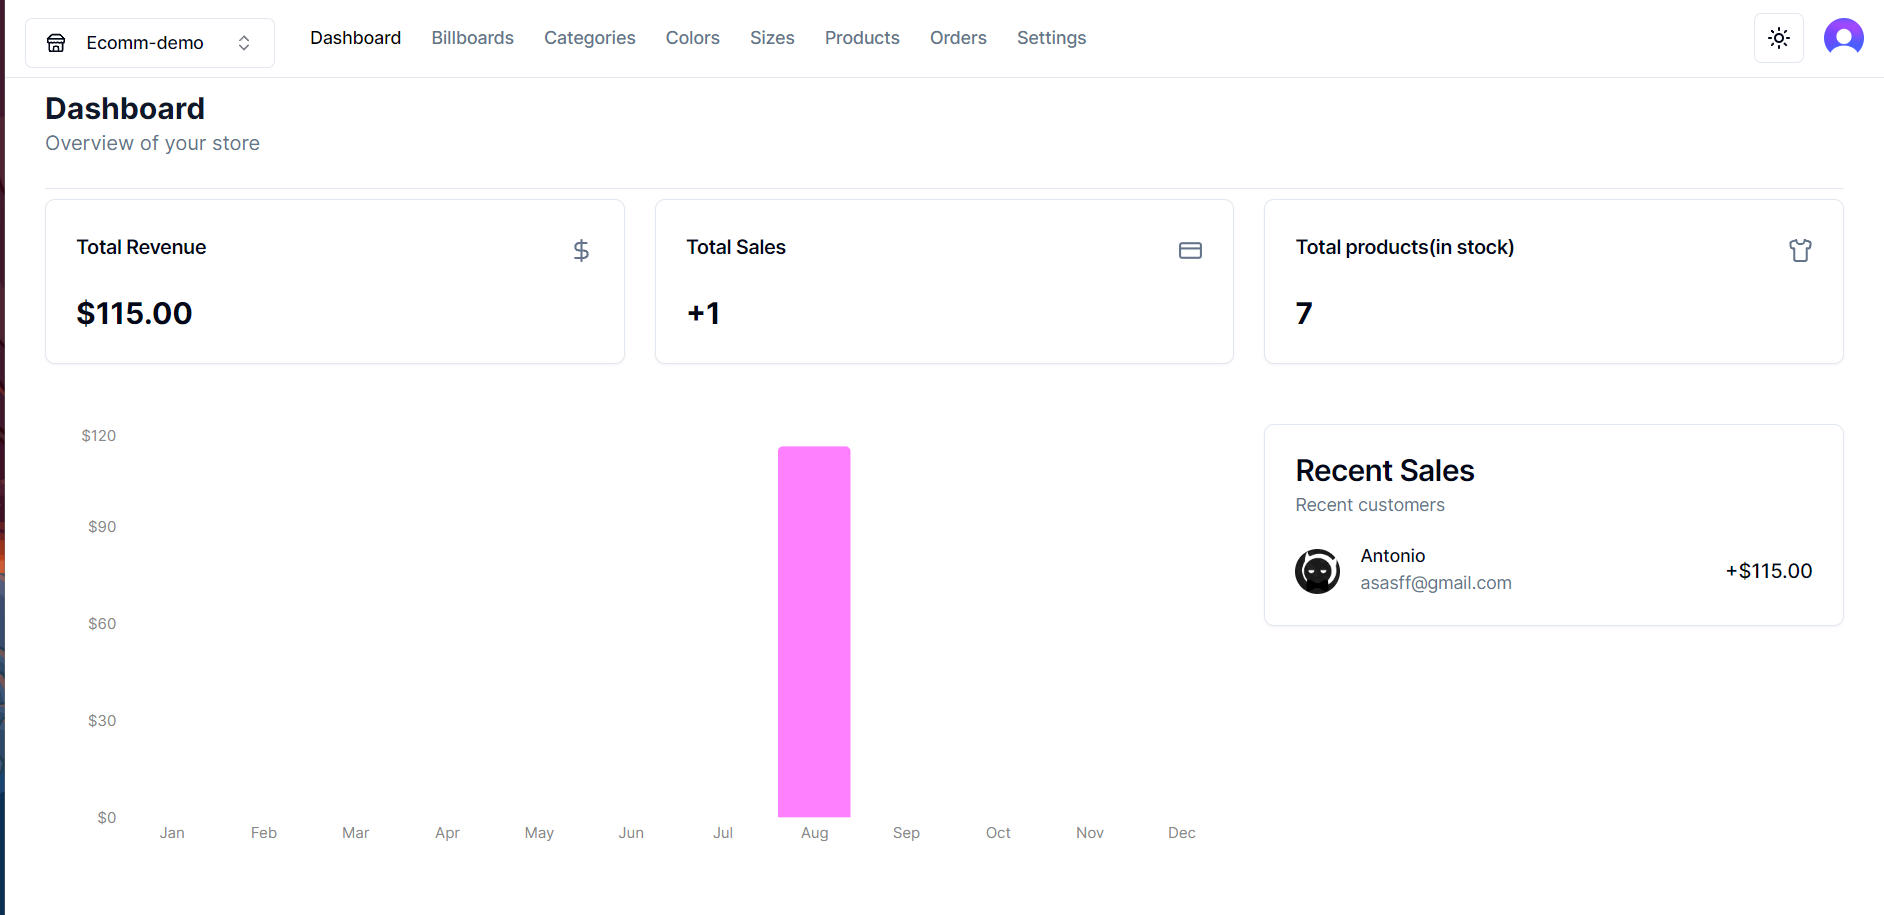 Ecomm-demo
Dashboard Billboards Categories Colors Sizes Products Orders Settings
Dashboard
Overview of your store
Total Revenue
$115.00
Total Sales
+1
Total products(in stock)
7
$120
$90
$60
$30
$0
Jan Feb Mar Apr May Jun Jul Aug Sep Oct Nov Dec
Recent Sales
Recent customers
Antonio
asasff@gmail.com
+$115.00